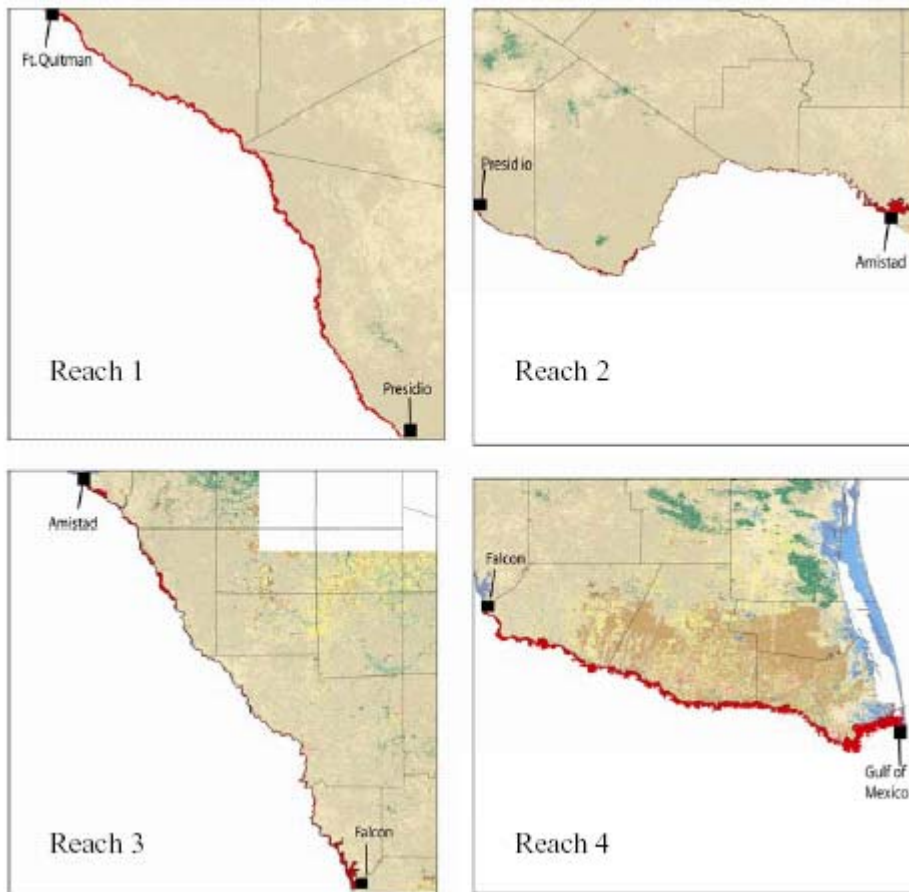 Ft. Quitman
Presidio
Reach 1
Presidio
Amistad
Reach 2
Amistad
Falcon
Reach 3
Falcon
Gulf of
Mexico
Reach 4